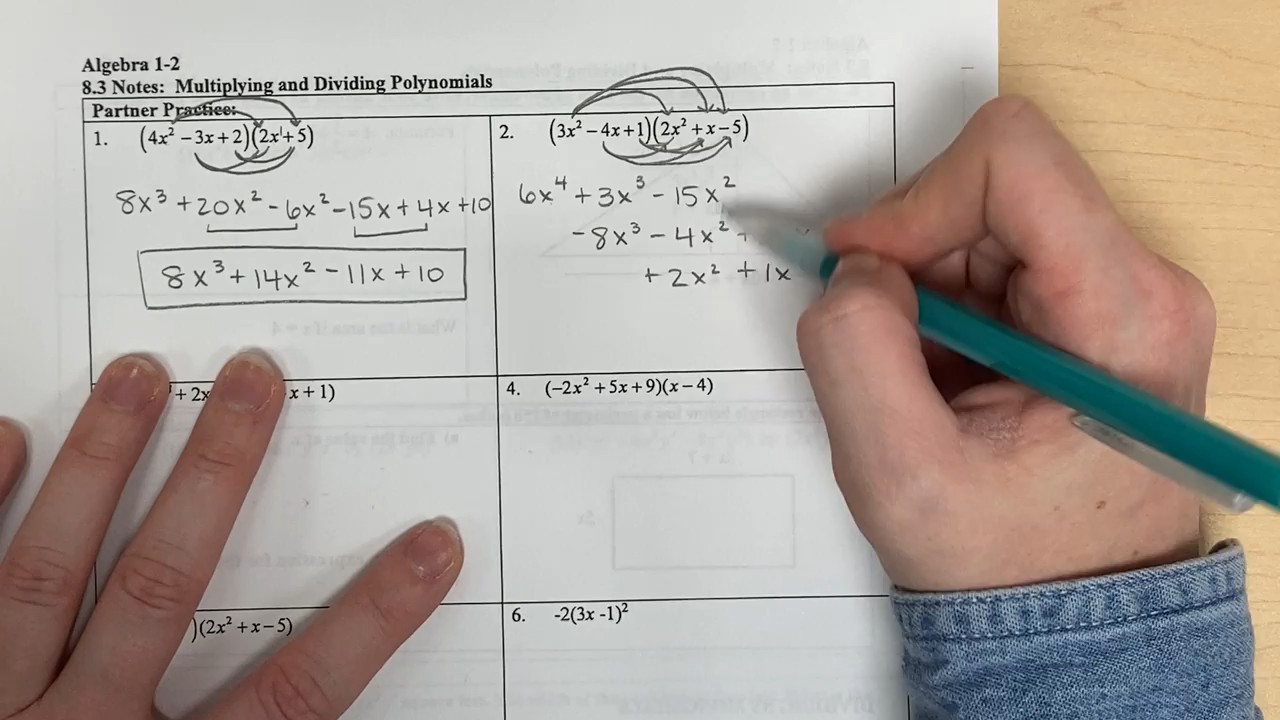 Algebra 1-2
8.3 Notes: Multiplying and Dividing Polynomials
Partner Practice:
1. (4x² − 3x + 2)(2x + 5)
8x³ + 20x² − 6x² − 15x + 4x + 10
8x³ + 14x² − 11x + 10
2. (3x² − 4x + 1)(2x² + x − 5)
6x⁴ + 3x³ − 15x²
−8x³ − 4x² +
+ 2x² + 1x
+ 2x x + 1)
4. (−2x² + 5x + 9)(x − 4)
)(2x² + x − 5)
6. -2(3x -1)²